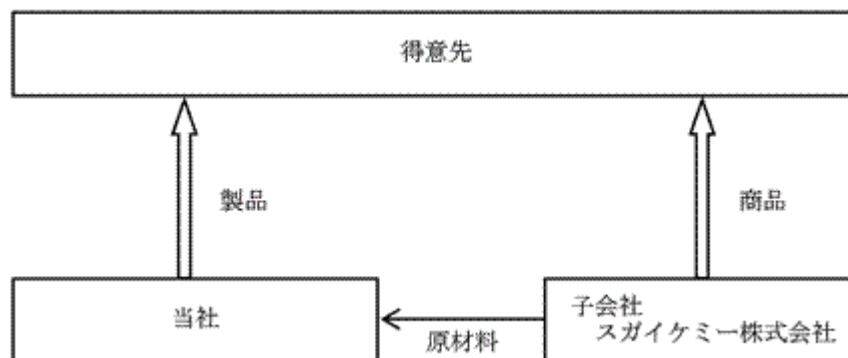 得意先
製品
商品
当社
子会社
スガイケミー株式会社
原材料